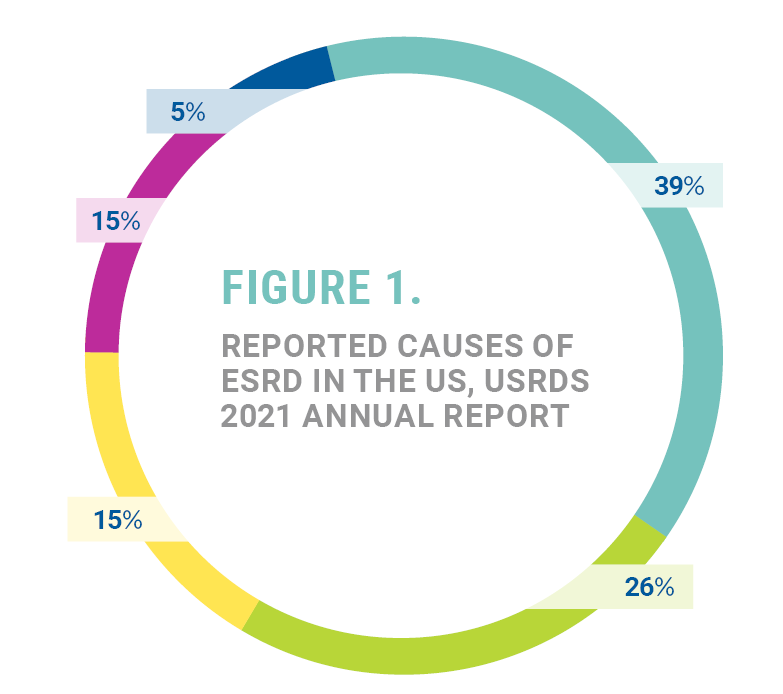 5%
39%
15%
FIGURE 1.
REPORTED CAUSES OF
ESRD IN THE US, USRDS
2021 ANNUAL REPORT
15%
26%